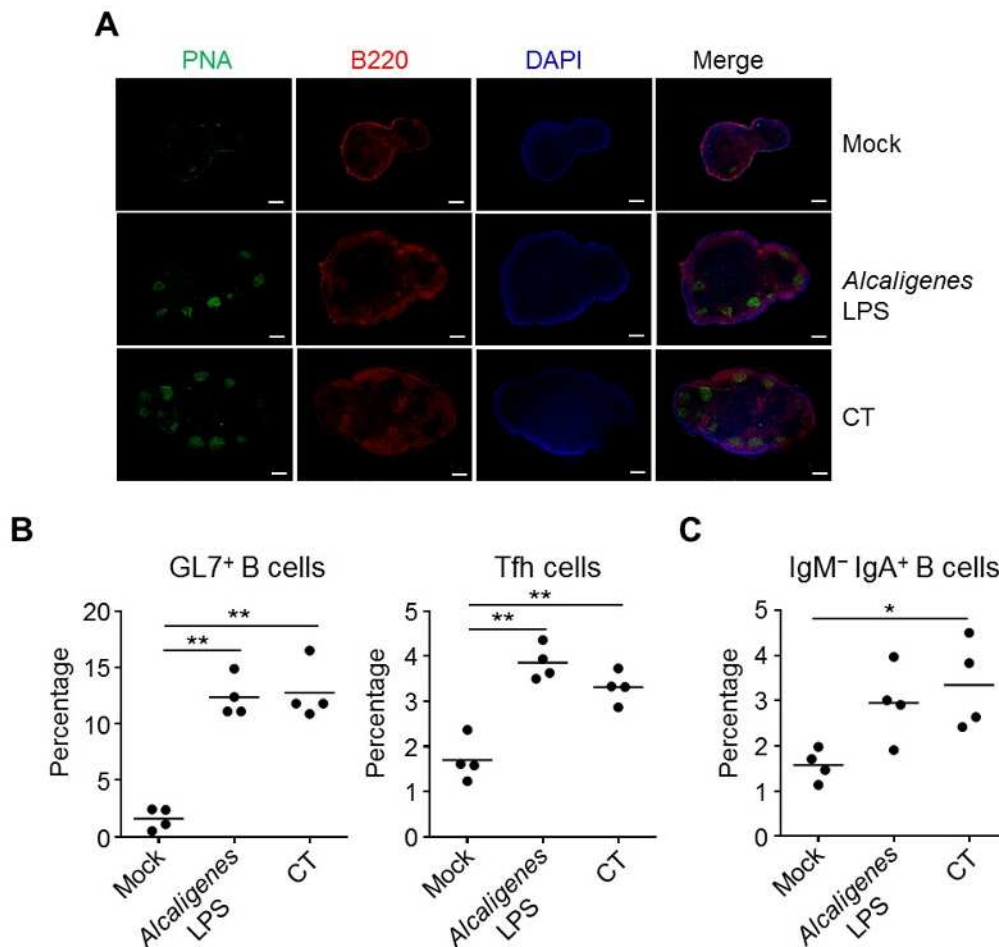 A
PNA B220 DAPI Merge
Mock
Alcaligenes
LPS
CT
B
GL7⁺ B cells
Percentage
20
15
10
5
0
**
**
Mock
Alcaligenes
LPS
CT
Tfh cells
Percentage
5
4
3
2
1
0
**
**
Mock
Alcaligenes
LPS
CT
C
IgM⁻ IgA⁺ B cells
Percentage
5
4
3
2
1
0
*
Mock
Alcaligenes
LPS
CT